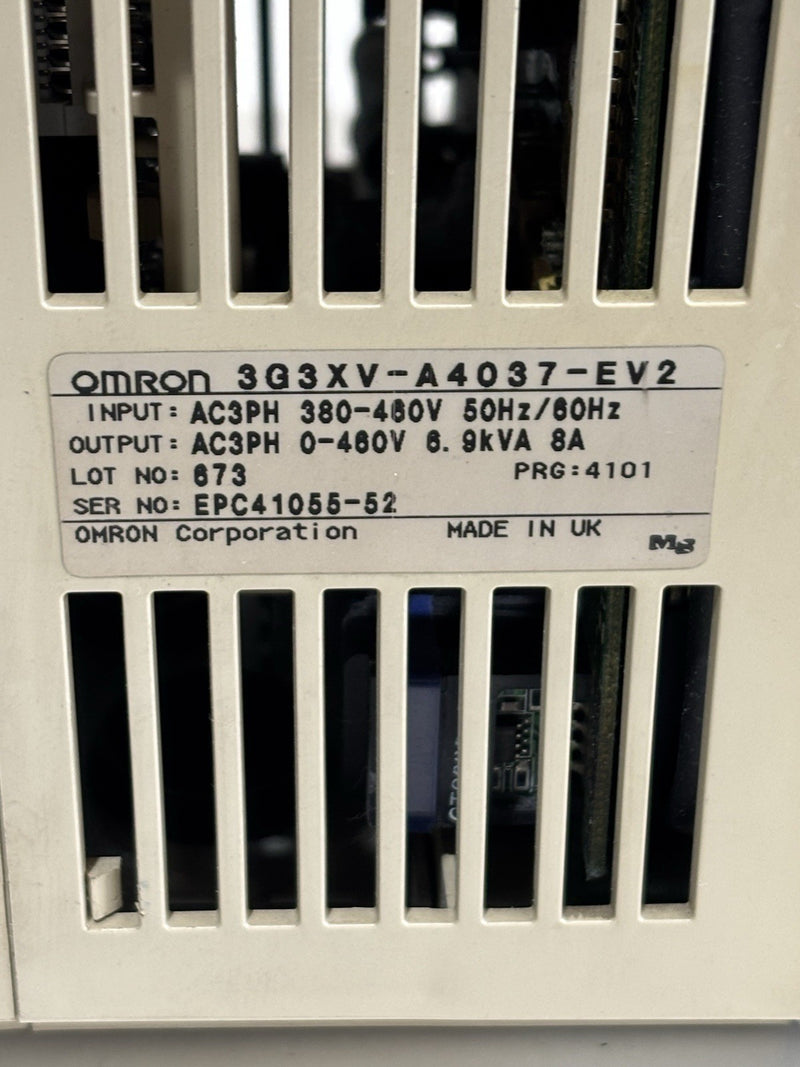 OMRON 3G3XV-A4037-EV2
INPUT: AC3PH 380-460V 50Hz/60Hz
OUTPUT: AC3PH 0-460V 6.9kVA 8A
LOT NO: 673 PRG:4101
SER NO: EPC41055-52
OMRON Corporation MADE IN UK